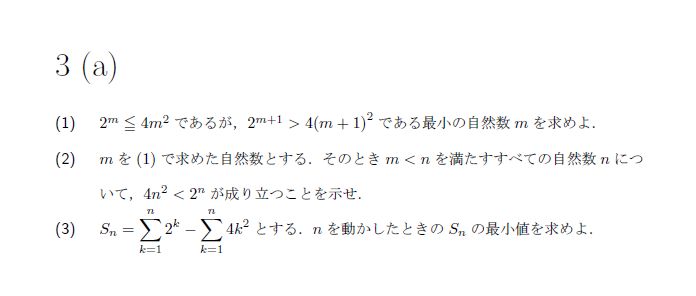 3 (a)
(1) 2^m ≦ 4m^2 であるが，2^{m+1} > 4(m + 1)^2 である最小の自然数 m を求めよ．
(2) m を (1) で求めた自然数とする．そのとき m < n を満たすすべての自然数 n につ
いて，4n^2 < 2^n が成り立つことを示せ．
(3) S_n = \sum_{k=1}^{n} 2^k − \sum_{k=1}^{n} 4k^2 とする．n を動かしたときの S_n の最小値を求めよ．